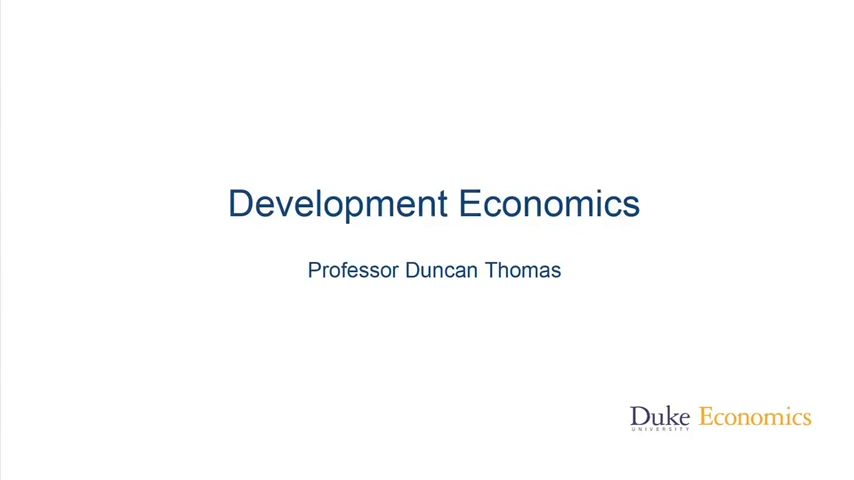 Development Economics
Professor Duncan Thomas
Duke Economics
UNIVERSITY